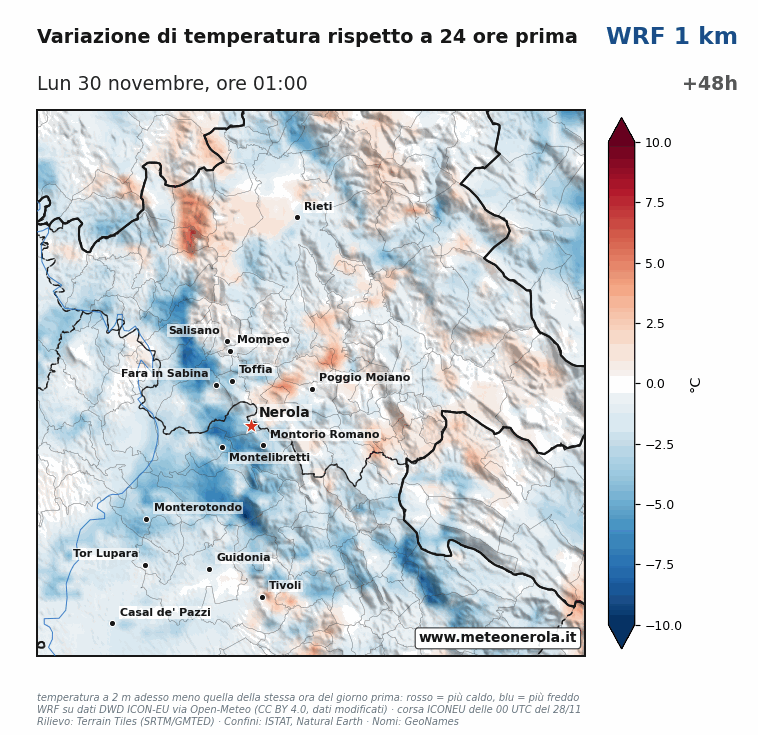 Variazione di temperatura rispetto a 24 ore prima
WRF 1 km
Lun 30 novembre, ore 01:00
+48h
Rieti
Salisano
Mompeo
Fara in Sabina
Toffia
Poggio Moiano
Nerola
Montorio Romano
Montelibretti
Monterotondo
Tor Lupara
Guidonia
Tivoli
Casal de' Pazzi
www.meteonerola.it
10.0
7.5
5.0
2.5
0.0
−2.5
−5.0
−7.5
−10.0
°C
temperatura a 2 m adesso meno quella della stessa ora del giorno prima: rosso = più caldo, blu = più freddo
WRF su dati DWD ICON-EU via Open-Meteo (CC BY 4.0, dati modificati) · corsa ICONEU delle 00 UTC del 28/11
Rilievo: Terrain Tiles (SRTM/GMTED) · Confini: ISTAT, Natural Earth · Nomi: GeoNames